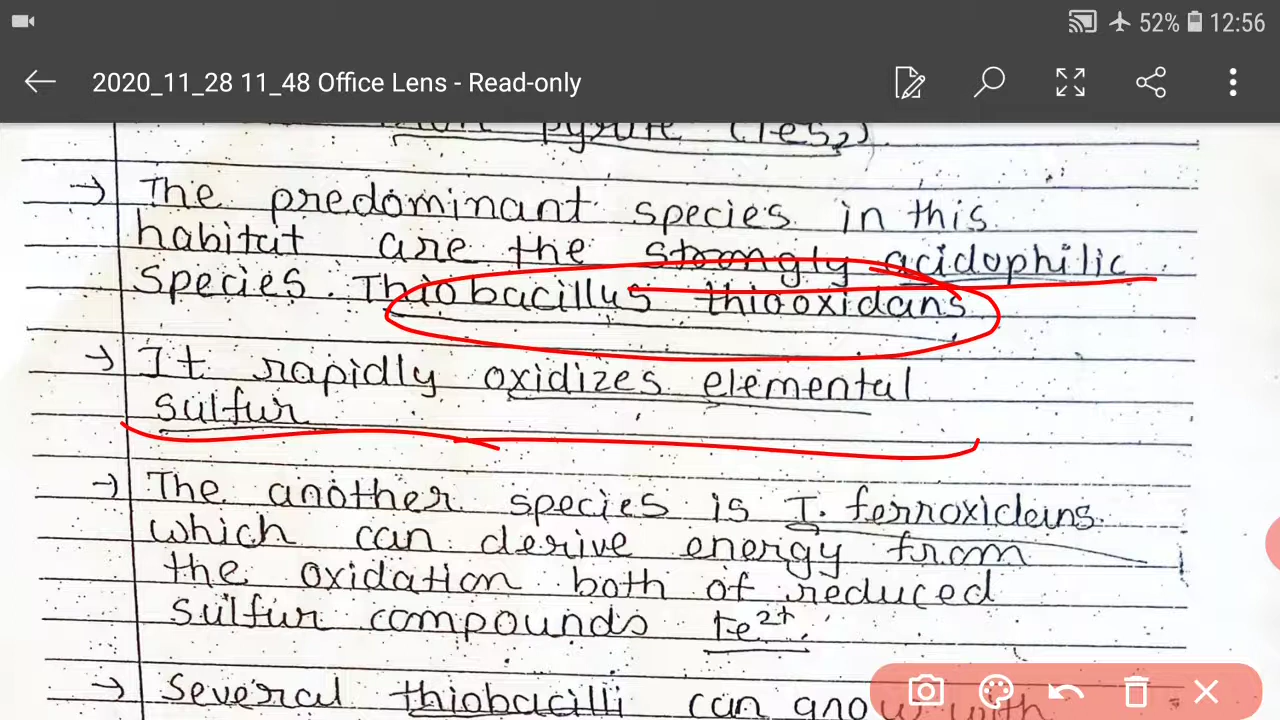 52% 12:56
2020_11_28 11_48 Office Lens - Read-only
pyrite (Fes2)
→ The predominant species in this
habitat are the strongly acidophilic
species. Thiobacillus thiooxidans
→ It rapidly oxidizes elemental
sulfur
→ The another species is T. ferroxidans.
which can derive energy from
the oxidation both of reduced
sulfur compounds Fe²⁺.
→ Several thiobacilli can grow with